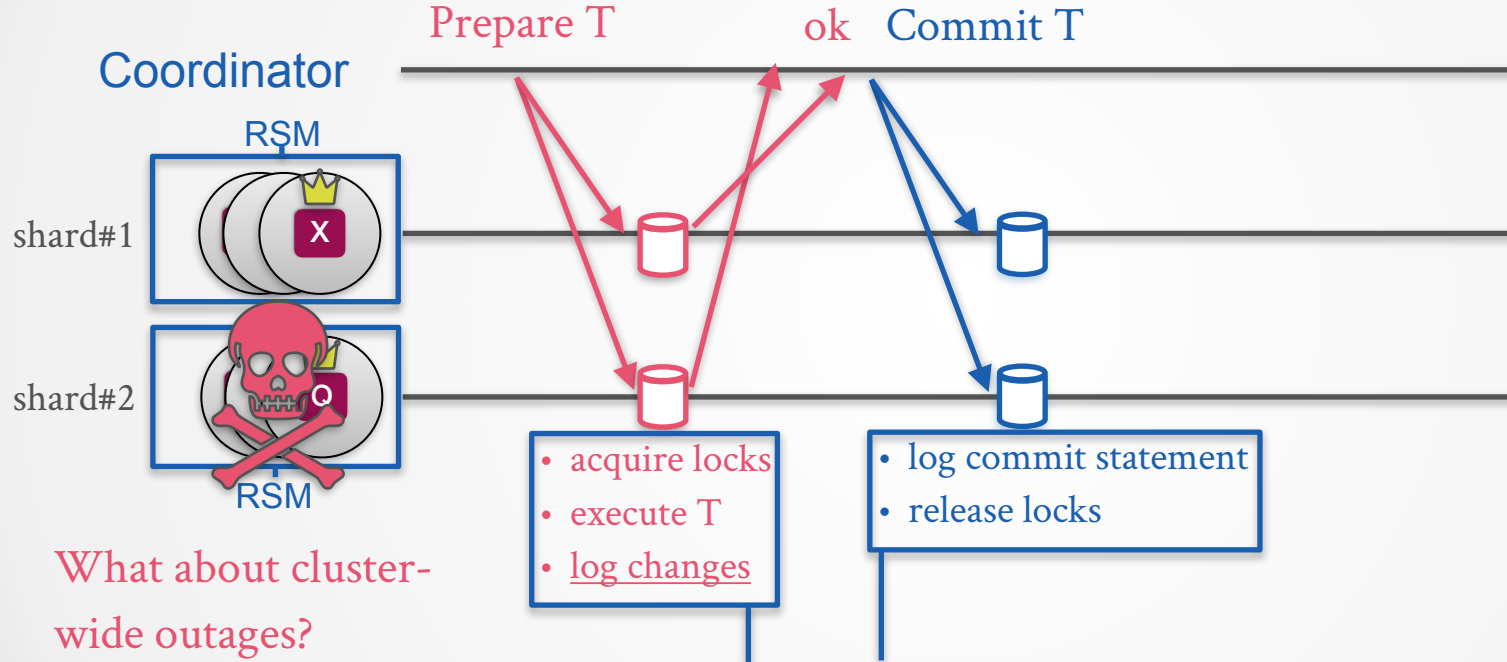 Prepare T
ok
Commit T
Coordinator
RSM
X
shard#1
shard#2
Q
RSM
• acquire locks
• execute T
• log changes
• log commit statement
• release locks
What about cluster-
wide outages?